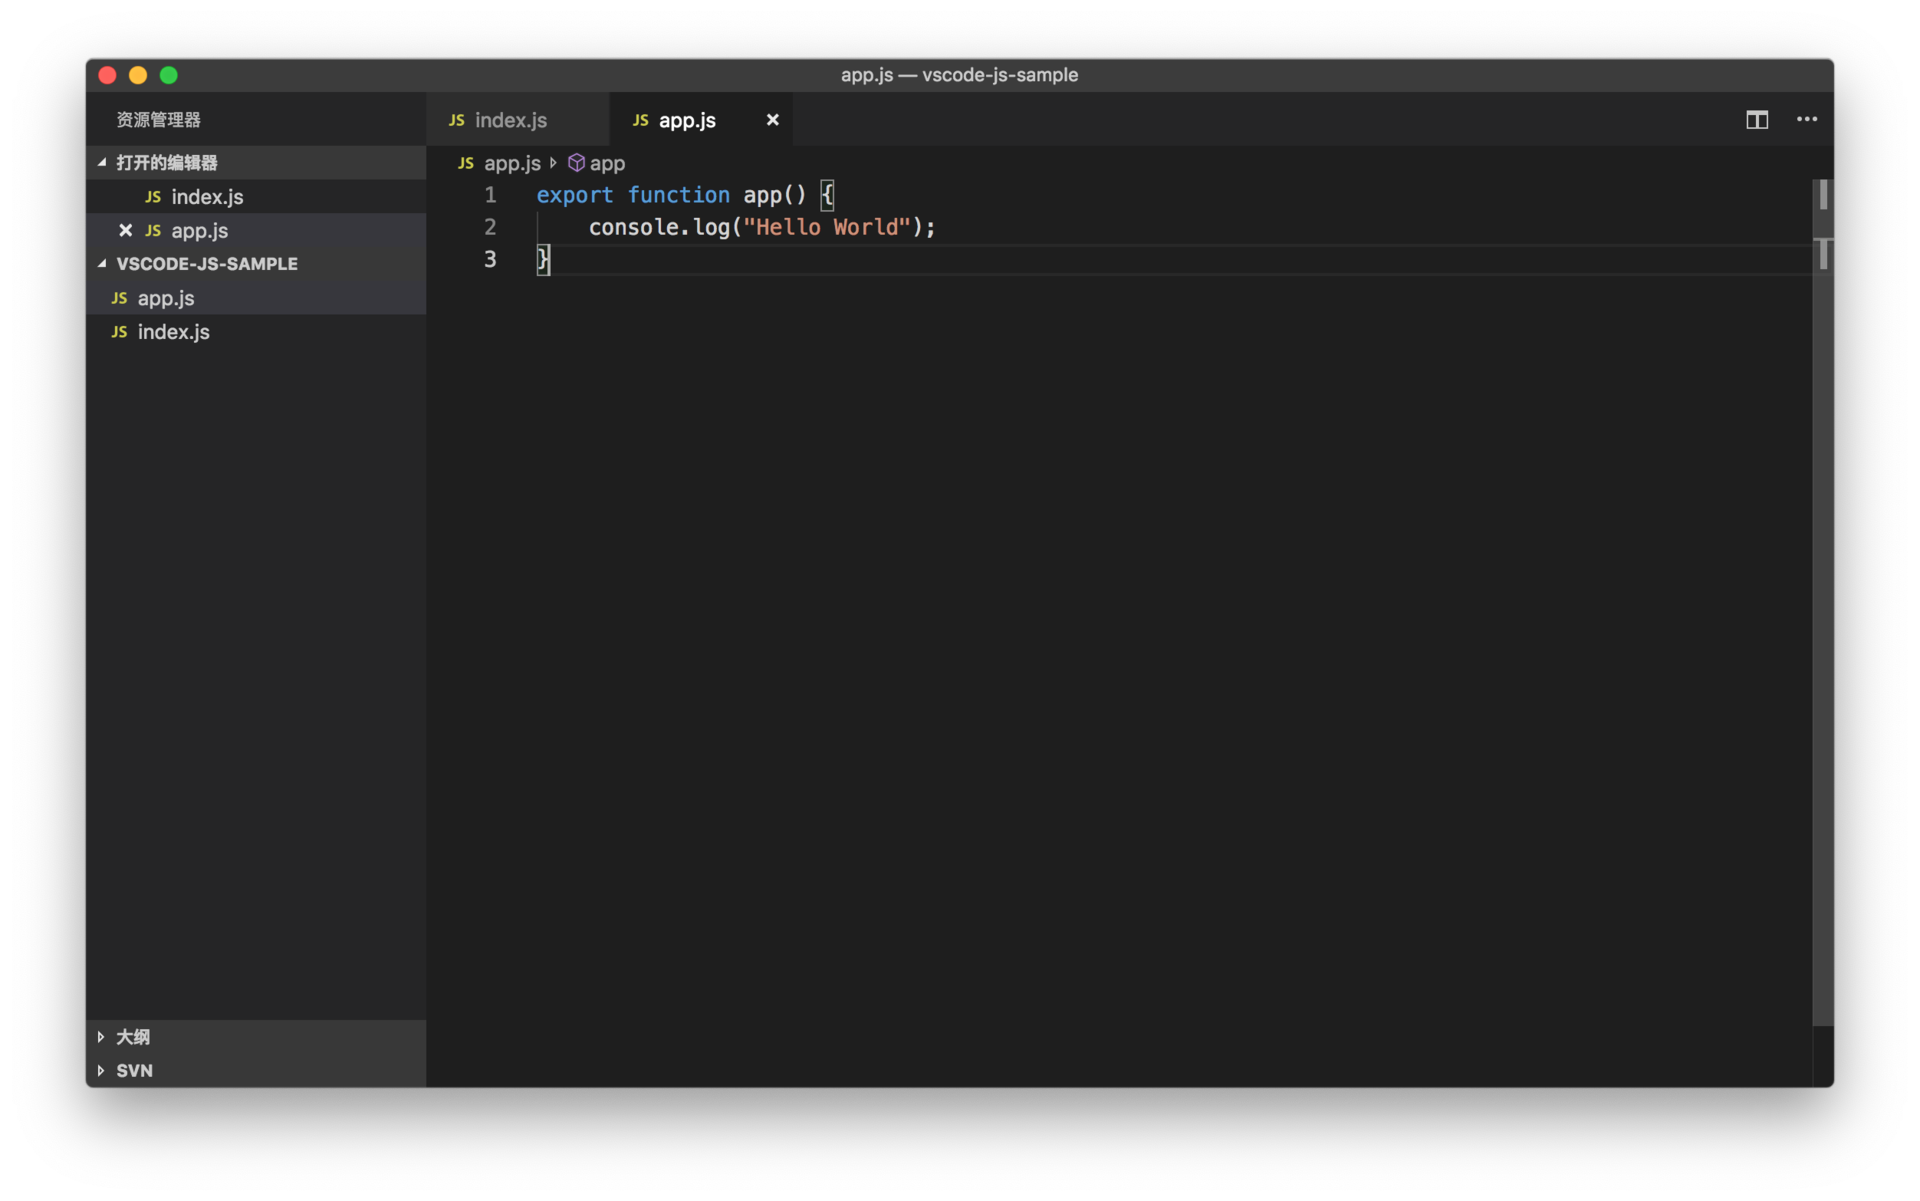 app.js — vscode-js-sample
资源管理器
打开的编辑器
JS index.js
JS app.js
VSCODE-JS-SAMPLE
JS app.js
JS index.js
大纲
SVN
JS index.js
JS app.js
JS app.js app
1 export function app() {
2 console.log("Hello World");
3 }